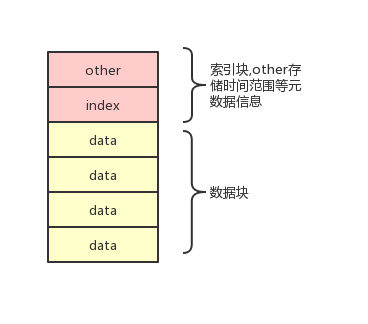 other
index
data
data
data
data
索引块,other存
储时间范围等元
数据信息
数据块